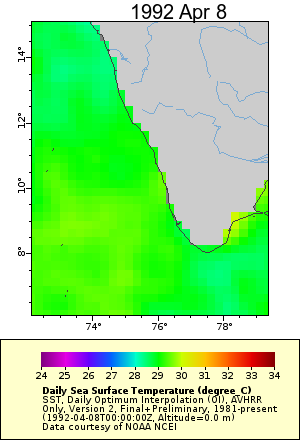 1992 Apr 8
14°
12°
10°
8°
74°
76°
78°
24 25 26 27 28 29 30 31 32 33 34
Daily Sea Surface Temperature (degree_C)
SST, Daily Optimum Interpolation (OI), AVHRR
Only, Version 2, Final+Preliminary, 1981-present
(1992-04-08T00:00:00Z, Altitude=0.0 m)
Data courtesy of NOAA NCEI